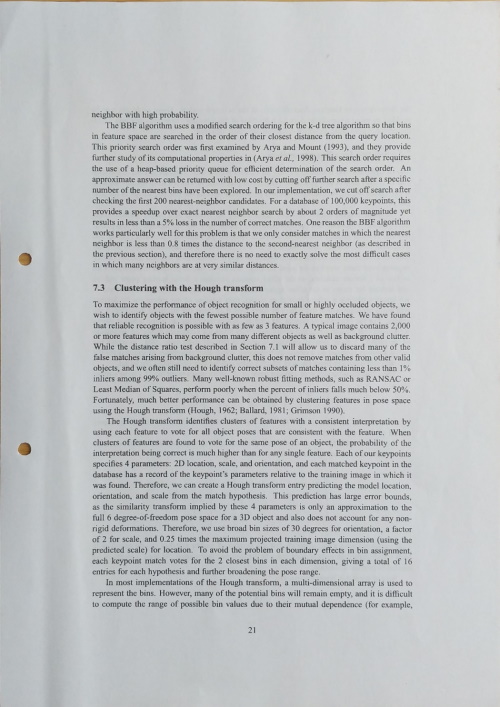 neighbor with high probability.
The BBF algorithm uses a modified search ordering for the k-d tree algorithm so that bins
in feature space are searched in the order of their closest distance from the query location.
This priority search order was first examined by Arya and Mount (1993), and they provide
further study of its computational properties in (Arya et al., 1998). This search order requires
the use of a heap-based priority queue for efficient determination of the search order. An
approximate answer can be returned with low cost by cutting off further search after a specific
number of the nearest bins have been explored. In our implementation, we cut off search after
checking the first 200 nearest-neighbor candidates. For a database of 100,000 keypoints, this
provides a speedup over exact nearest neighbor search by about 2 orders of magnitude yet
results in less than a 5% loss in the number of correct matches. One reason the BBF algorithm
works particularly well for this problem is that we only consider matches in which the nearest
neighbor is less than 0.8 times the distance to the second-nearest neighbor (as described in
the previous section), and therefore there is no need to exactly solve the most difficult cases
in which many neighbors are at very similar distances.
7.3 Clustering with the Hough transform
To maximize the performance of object recognition for small or highly occluded objects, we
wish to identify objects with the fewest possible number of feature matches. We have found
that reliable recognition is possible with as few as 3 features. A typical image contains 2,000
or more features which may come from many different objects as well as background clutter.
While the distance ratio test described in Section 7.1 will allow us to discard many of the
false matches arising from background clutter, this does not remove matches from other valid
objects, and we often still need to identify correct subsets of matches containing less than 1%
inliers among 99% outliers. Many well-known robust fitting methods, such as RANSAC or
Least Median of Squares, perform poorly when the percent of inliers falls much below 50%.
Fortunately, much better performance can be obtained by clustering features in pose space
using the Hough transform (Hough, 1962; Ballard, 1981; Grimson 1990).
The Hough transform identifies clusters of features with a consistent interpretation by
using each feature to vote for all object poses that are consistent with the feature. When
clusters of features are found to vote for the same pose of an object, the probability of the
interpretation being correct is much higher than for any single feature. Each of our keypoints
specifies 4 parameters: 2D location, scale, and orientation, and each matched keypoint in the
database has a record of the keypoint's parameters relative to the training image in which it
was found. Therefore, we can create a Hough transform entry predicting the model location,
orientation, and scale from the match hypothesis. This prediction has large error bounds,
as the similarity transform implied by these 4 parameters is only an approximation to the
full 6 degree-of-freedom pose space for a 3D object and also does not account for any non-
rigid deformations. Therefore, we use broad bin sizes of 30 degrees for orientation, a factor
of 2 for scale, and 0.25 times the maximum projected training image dimension (using the
predicted scale) for location. To avoid the problem of boundary effects in bin assignment,
each keypoint match votes for the 2 closest bins in each dimension, giving a total of 16
entries for each hypothesis and further broadening the pose range.
In most implementations of the Hough transform, a multi-dimensional array is used to
represent the bins. However, many of the potential bins will remain empty, and it is difficult
to compute the range of possible bin values due to their mutual dependence (for example,
21